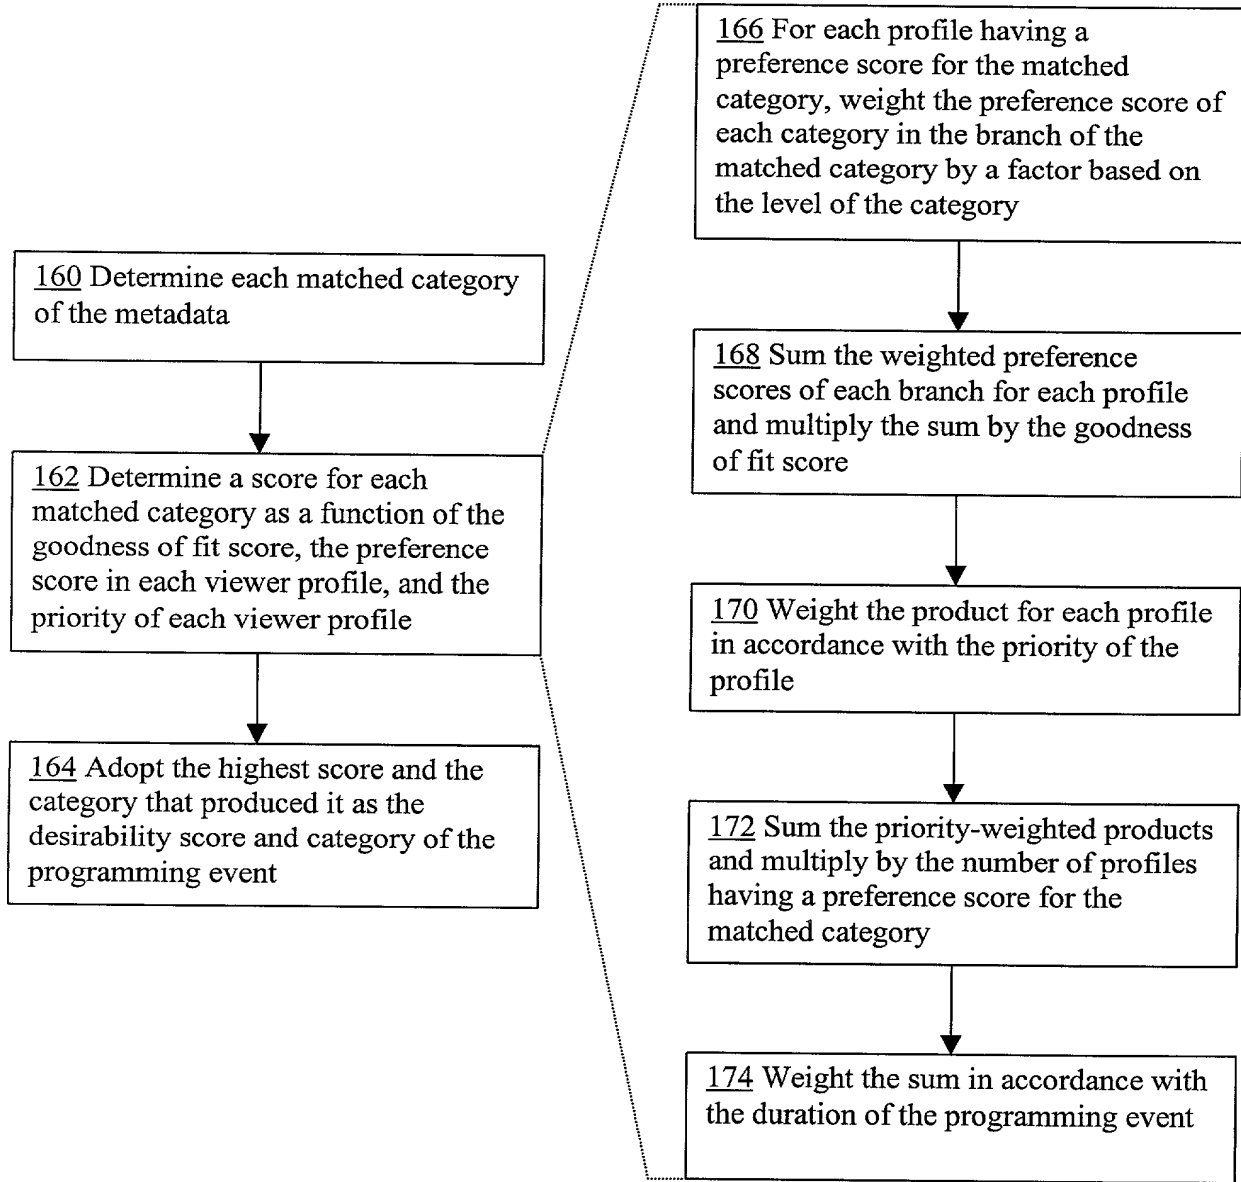 160 Determine each matched category
of the metadata
162 Determine a score for each
matched category as a function of the
goodness of fit score, the preference
score in each viewer profile, and the
priority of each viewer profile
164 Adopt the highest score and the
category that produced it as the
desirability score and category of the
programming event
166 For each profile having a
preference score for the matched
category, weight the preference score of
each category in the branch of the
matched category by a factor based on
the level of the category
168 Sum the weighted preference
scores of each branch for each profile
and multiply the sum by the goodness
of fit score
170 Weight the product for each profile
in accordance with the priority of the
profile
172 Sum the priority-weighted products
and multiply by the number of profiles
having a preference score for the
matched category
174 Weight the sum in accordance with
the duration of the programming event